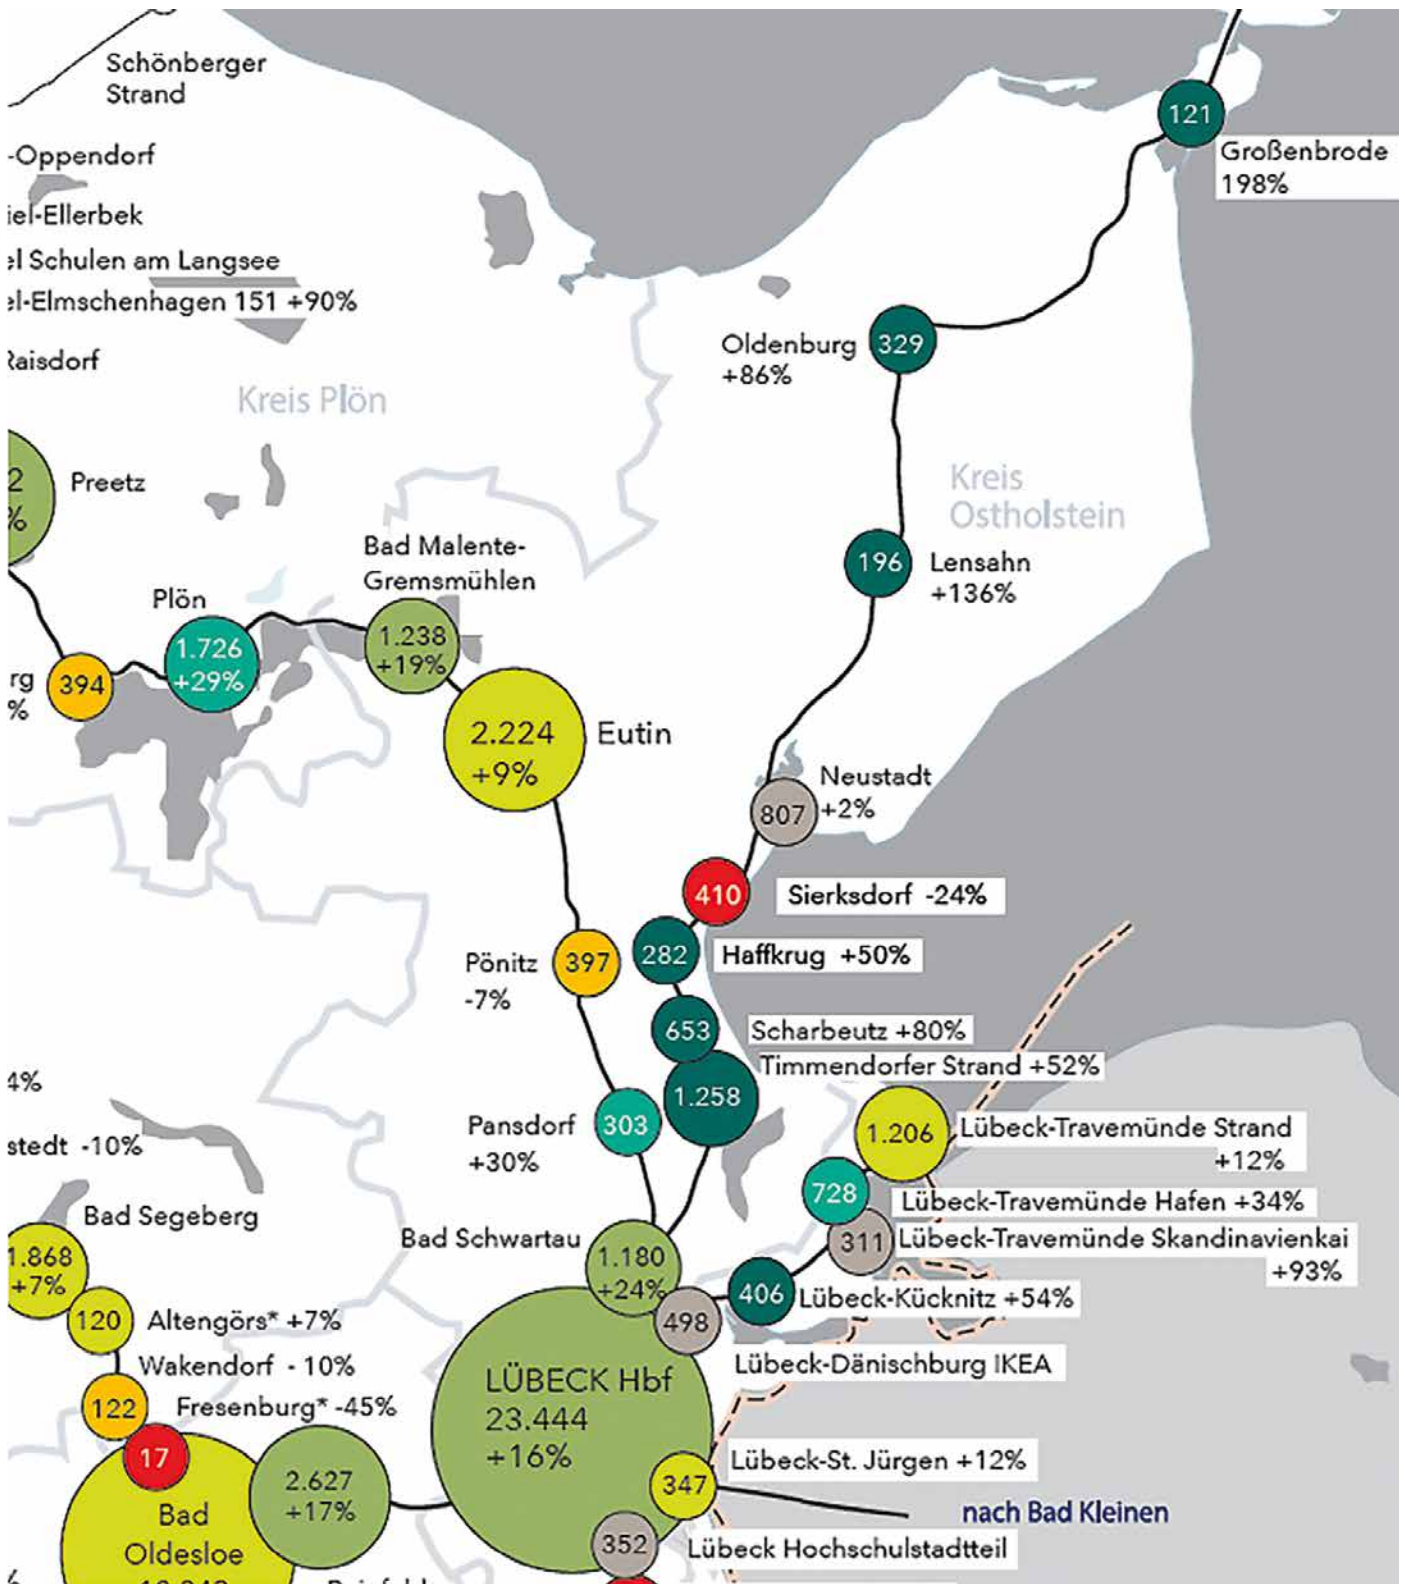 Schönberger
Strand
121
Großenbrode
198%
-Oppendorf
iel-Ellerbek
el Schulen am Langsee
el-Elmschenhagen 151 +90%
Raisdorf
Oldenburg
+86%
329
Kreis Plön
Kreis
Ostholstein
2
%
Preetz
196
Lensahn
+136%
Bad Malente-
Gremsmühlen
1.238
+19%
Plön
1.726
+29%
rg
%
394
2.224
+9%
Eutin
Neustadt
+2%
807
410
Sierksdorf -24%
282
Haffkrug +50%
Pönitz
-7%
397
653
Scharbeutz +80%
Timmendorfer Strand +52%
1.258
4%
stedt -10%
Pansdorf
+30%
303
1.206
Lübeck-Travemünde Strand
+12%
728
Lübeck-Travemünde Hafen +34%
311
Lübeck-Travemünde Skandinavienkai
+93%
Bad Segeberg
1.868
+7%
Bad Schwartau
1.180
+24%
406
Lübeck-Kücknitz +54%
498
Lübeck-Dänischburg IKEA
120
Altengörs* +7%
Wakendorf - 10%
122
Fresenburg* -45%
17
LÜBECK Hbf
23.444
+16%
347
Lübeck-St. Jürgen +12%
2.627
+17%
nach Bad Kleinen
Bad
Oldesloe
352
Lübeck Hochschulstadtteil